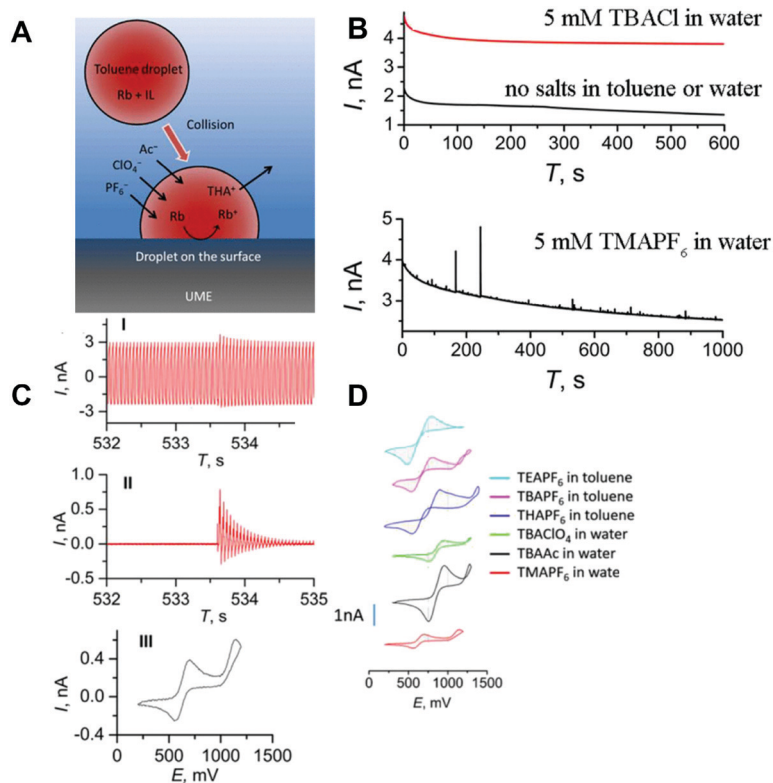 A
Toluene droplet
Rb + IL
Collision
Ac⁻
ClO₄⁻
PF₆⁻
THA⁺
Rb
Rb⁺
Droplet on the surface
UME
B
5 mM TBACl in water
no salts in toluene or water
I, nA
4
3
2
1
0 100 200 300 400 500 600
T, s
5 mM TMAPF₆ in water
I, nA
5
4
3
0 200 400 600 800 1000
T, s
C
I
I, nA
3
0
-3
532 533 534
T, s
II
I, nA
1.0
0.5
0.0
-0.5
532 533 534 535
T, s
III
I, nA
0.4
0.0
-0.4
0 500 1000 1500
E, mV
D
TEAPF₆ in toluene
TBAPF₆ in toluene
THAPF₆ in toluene
TBAClO₄ in water
TBAAc in water
TMAPF₆ in wate
1nA
0 500 1000 1500
E, mV